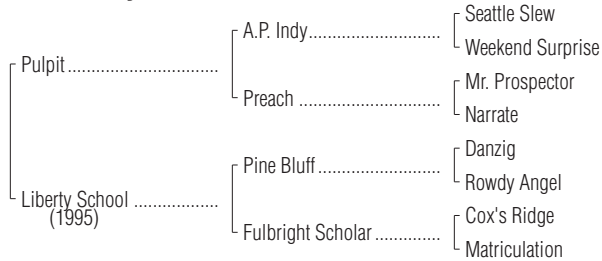 Seattle Slew
A.P. Indy
Weekend Surprise
Pulpit
Mr. Prospector
Preach
Narrate
Danzig
Pine Bluff
Rowdy Angel
Liberty School
(1995)
Cox's Ridge
Fulbright Scholar
Matriculation